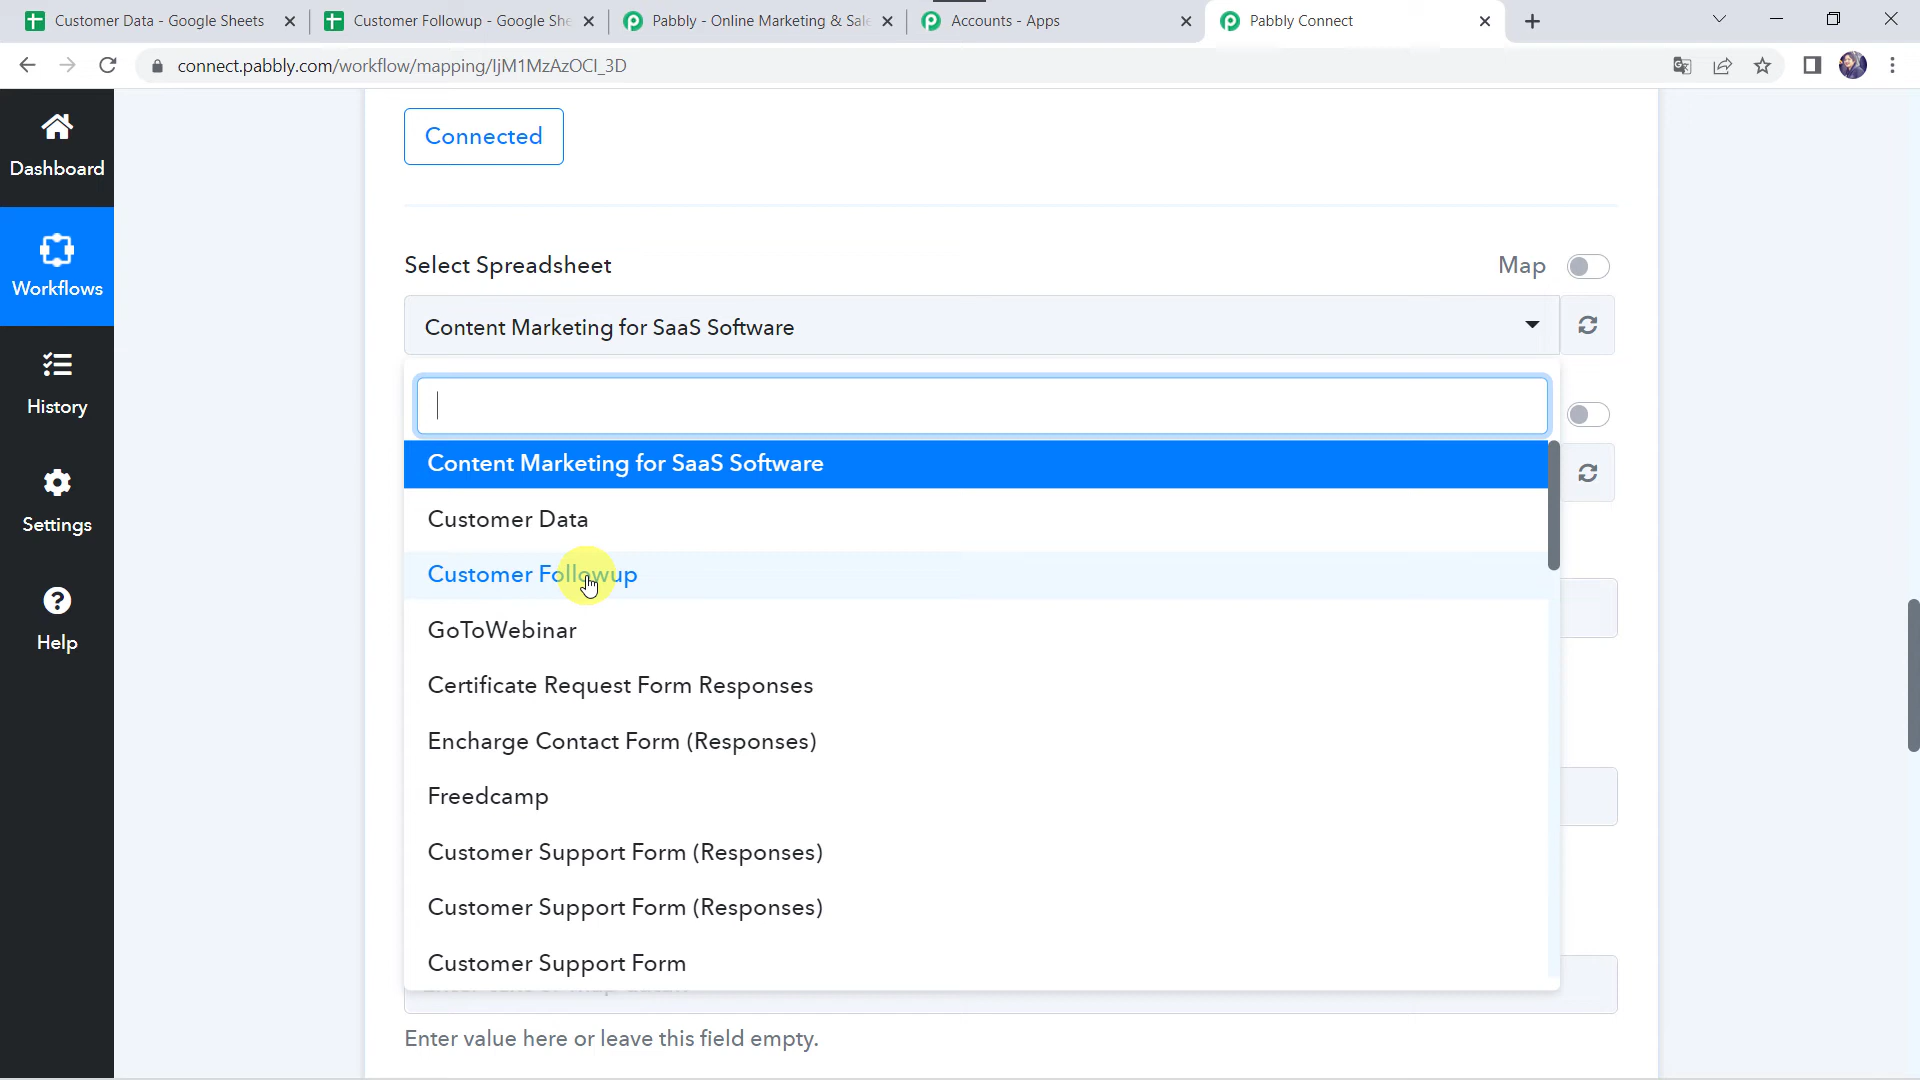 Customer Data - Google Sheets
Customer Followup - Google She
Pabbly - Online Marketing & Sale
Accounts - Apps
Pabbly Connect
connect.pabbly.com/workflow/mapping/IjM1MzAzOCI_3D
Connected
Dashboard
Select Spreadsheet
Map
Workflows
Content Marketing for SaaS Software
History
Content Marketing for SaaS Software
Settings
Customer Data
Customer Followup
Help
GoToWebinar
Certificate Request Form Responses
Encharge Contact Form (Responses)
Freedcamp
Customer Support Form (Responses)
Customer Support Form (Responses)
Customer Support Form
Enter value here or leave this field empty.